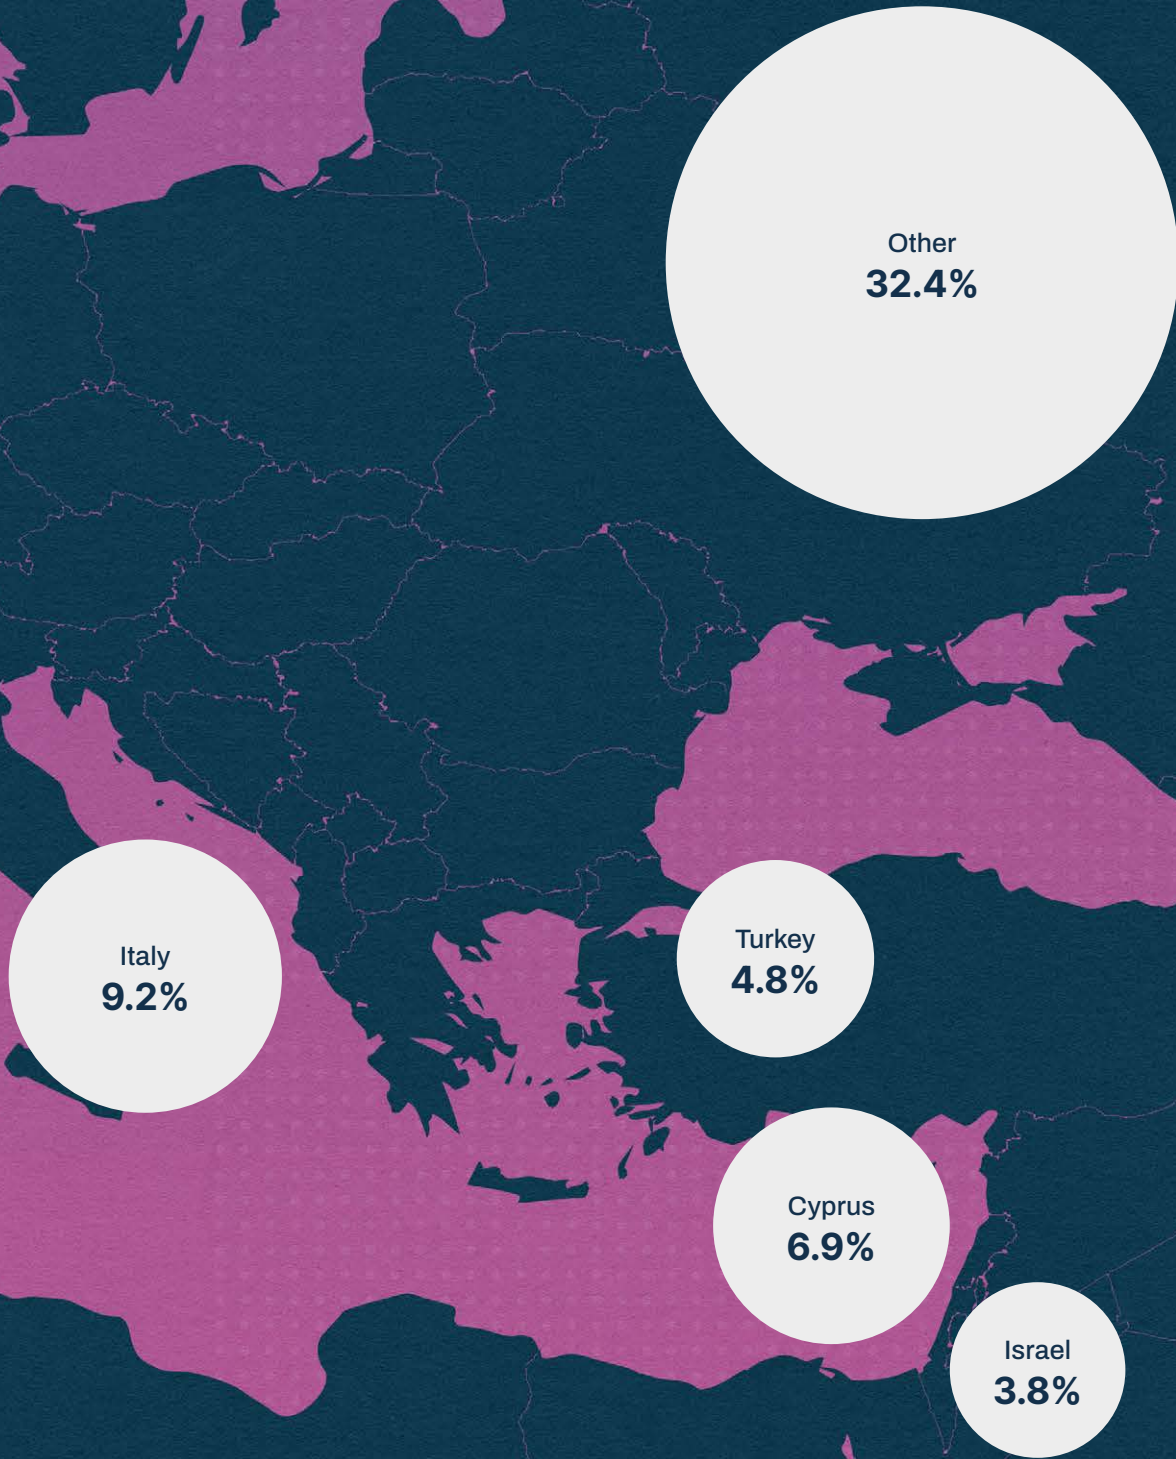 Other
32.4%
Italy
9.2%
Turkey
4.8%
Cyprus
6.9%
Israel
3.8%